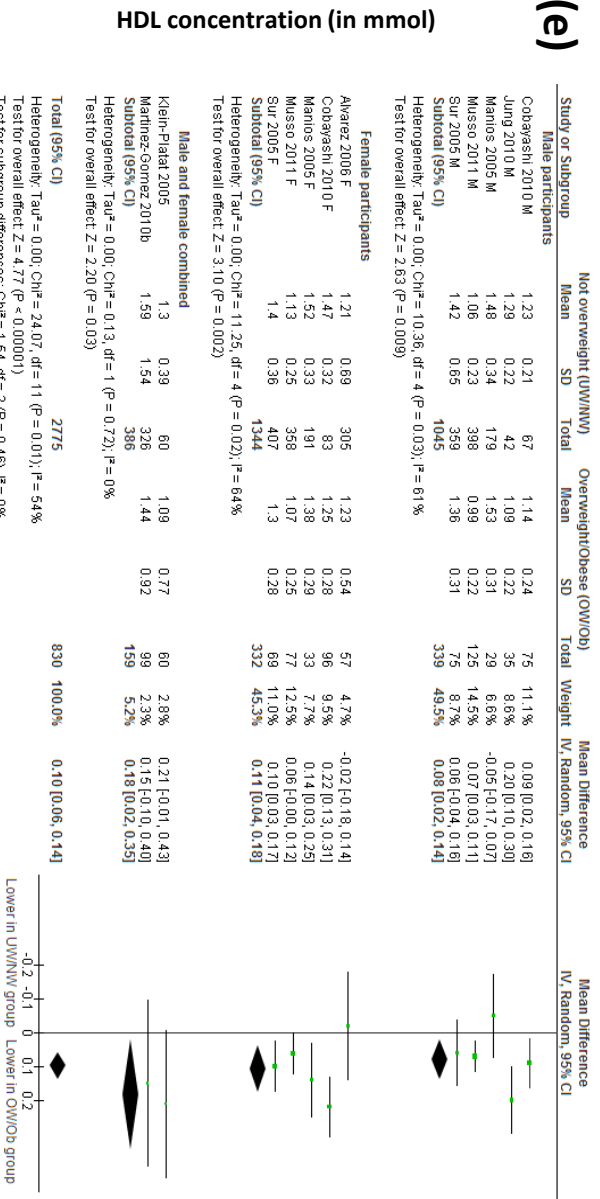 (e)
HDL concentration (in mmol)
Not overweight (UW/NW) Overweight/Obese (OW/Ob) Mean Difference Mean Difference
Study or Subgroup Mean SD Total Mean SD Total Weight IV, Random, 95% CI IV, Random, 95% CI
Male participants
Cobayashi 2010 M 1.23 0.21 67 1.14 0.24 75 11.1% 0.09 [0.02, 0.16]
Jung 2010 M 1.29 0.22 42 1.09 0.22 35 8.6% 0.20 [0.10, 0.30]
Manios 2005 M 1.48 0.34 179 1.53 0.31 29 6.6% -0.05 [-0.17, 0.07]
Musso 2011 M 1.06 0.23 398 0.99 0.22 125 14.5% 0.07 [0.03, 0.11]
Sur 2005 M 1.42 0.65 359 1.36 0.31 75 8.7% 0.06 [-0.04, 0.16]
Subtotal (95% CI) 1045 339 49.5% 0.08 [0.02, 0.14]
Heterogeneity: Tau² = 0.00; Chi² = 10.36, df = 4 (P = 0.03); I² = 61%
Test for overall effect: Z = 2.63 (P = 0.009)
Female participants
Alvarez 2006 F 1.21 0.69 305 1.23 0.54 57 4.7% -0.02 [-0.18, 0.14]
Cobayashi 2010 F 1.47 0.32 83 1.25 0.28 96 9.5% 0.22 [0.13, 0.31]
Manios 2005 F 1.52 0.33 191 1.38 0.29 33 7.7% 0.14 [0.03, 0.25]
Musso 2011 F 1.13 0.25 358 1.07 0.25 77 12.5% 0.06 [-0.00, 0.12]
Sur 2005 F 1.4 0.36 407 1.3 0.28 69 11.0% 0.10 [0.03, 0.17]
Subtotal (95% CI) 1344 332 45.3% 0.11 [0.04, 0.18]
Heterogeneity: Tau² = 0.00; Chi² = 11.25, df = 4 (P = 0.02); I² = 64%
Test for overall effect: Z = 3.10 (P = 0.002)
Male and female combined
Klein-Platat 2005 1.3 0.39 60 1.09 0.77 60 2.8% 0.21 [-0.01, 0.43]
Martinez-Gomez 2010b 1.59 1.54 326 1.44 0.92 99 2.3% 0.15 [-0.10, 0.40]
Subtotal (95% CI) 386 159 5.2% 0.18 [0.02, 0.35]
Heterogeneity: Tau² = 0.00; Chi² = 0.13, df = 1 (P = 0.72); I² = 0%
Test for overall effect: Z = 2.20 (P = 0.03)
Total (95% CI) 2775 830 100.0% 0.10 [0.06, 0.14]
Heterogeneity: Tau² = 0.00; Chi² = 24.07, df = 11 (P = 0.01); I² = 54%
Test for overall effect: Z = 4.77 (P < 0.00001)
Test for subgroup differences: Chi² = 1.54, df = 2 (P = 0.46), I² = 0%
-0.2 -0.1 0 0.1 0.2
Lower in UW/NW group Lower in OW/Ob group